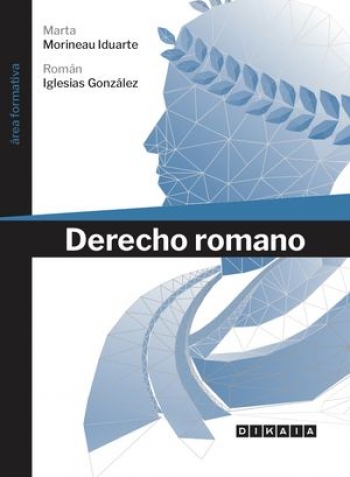 Marta
Morineau Iduarte
Román
Iglesias González
área formativa
Derecho romano
DIKAIA